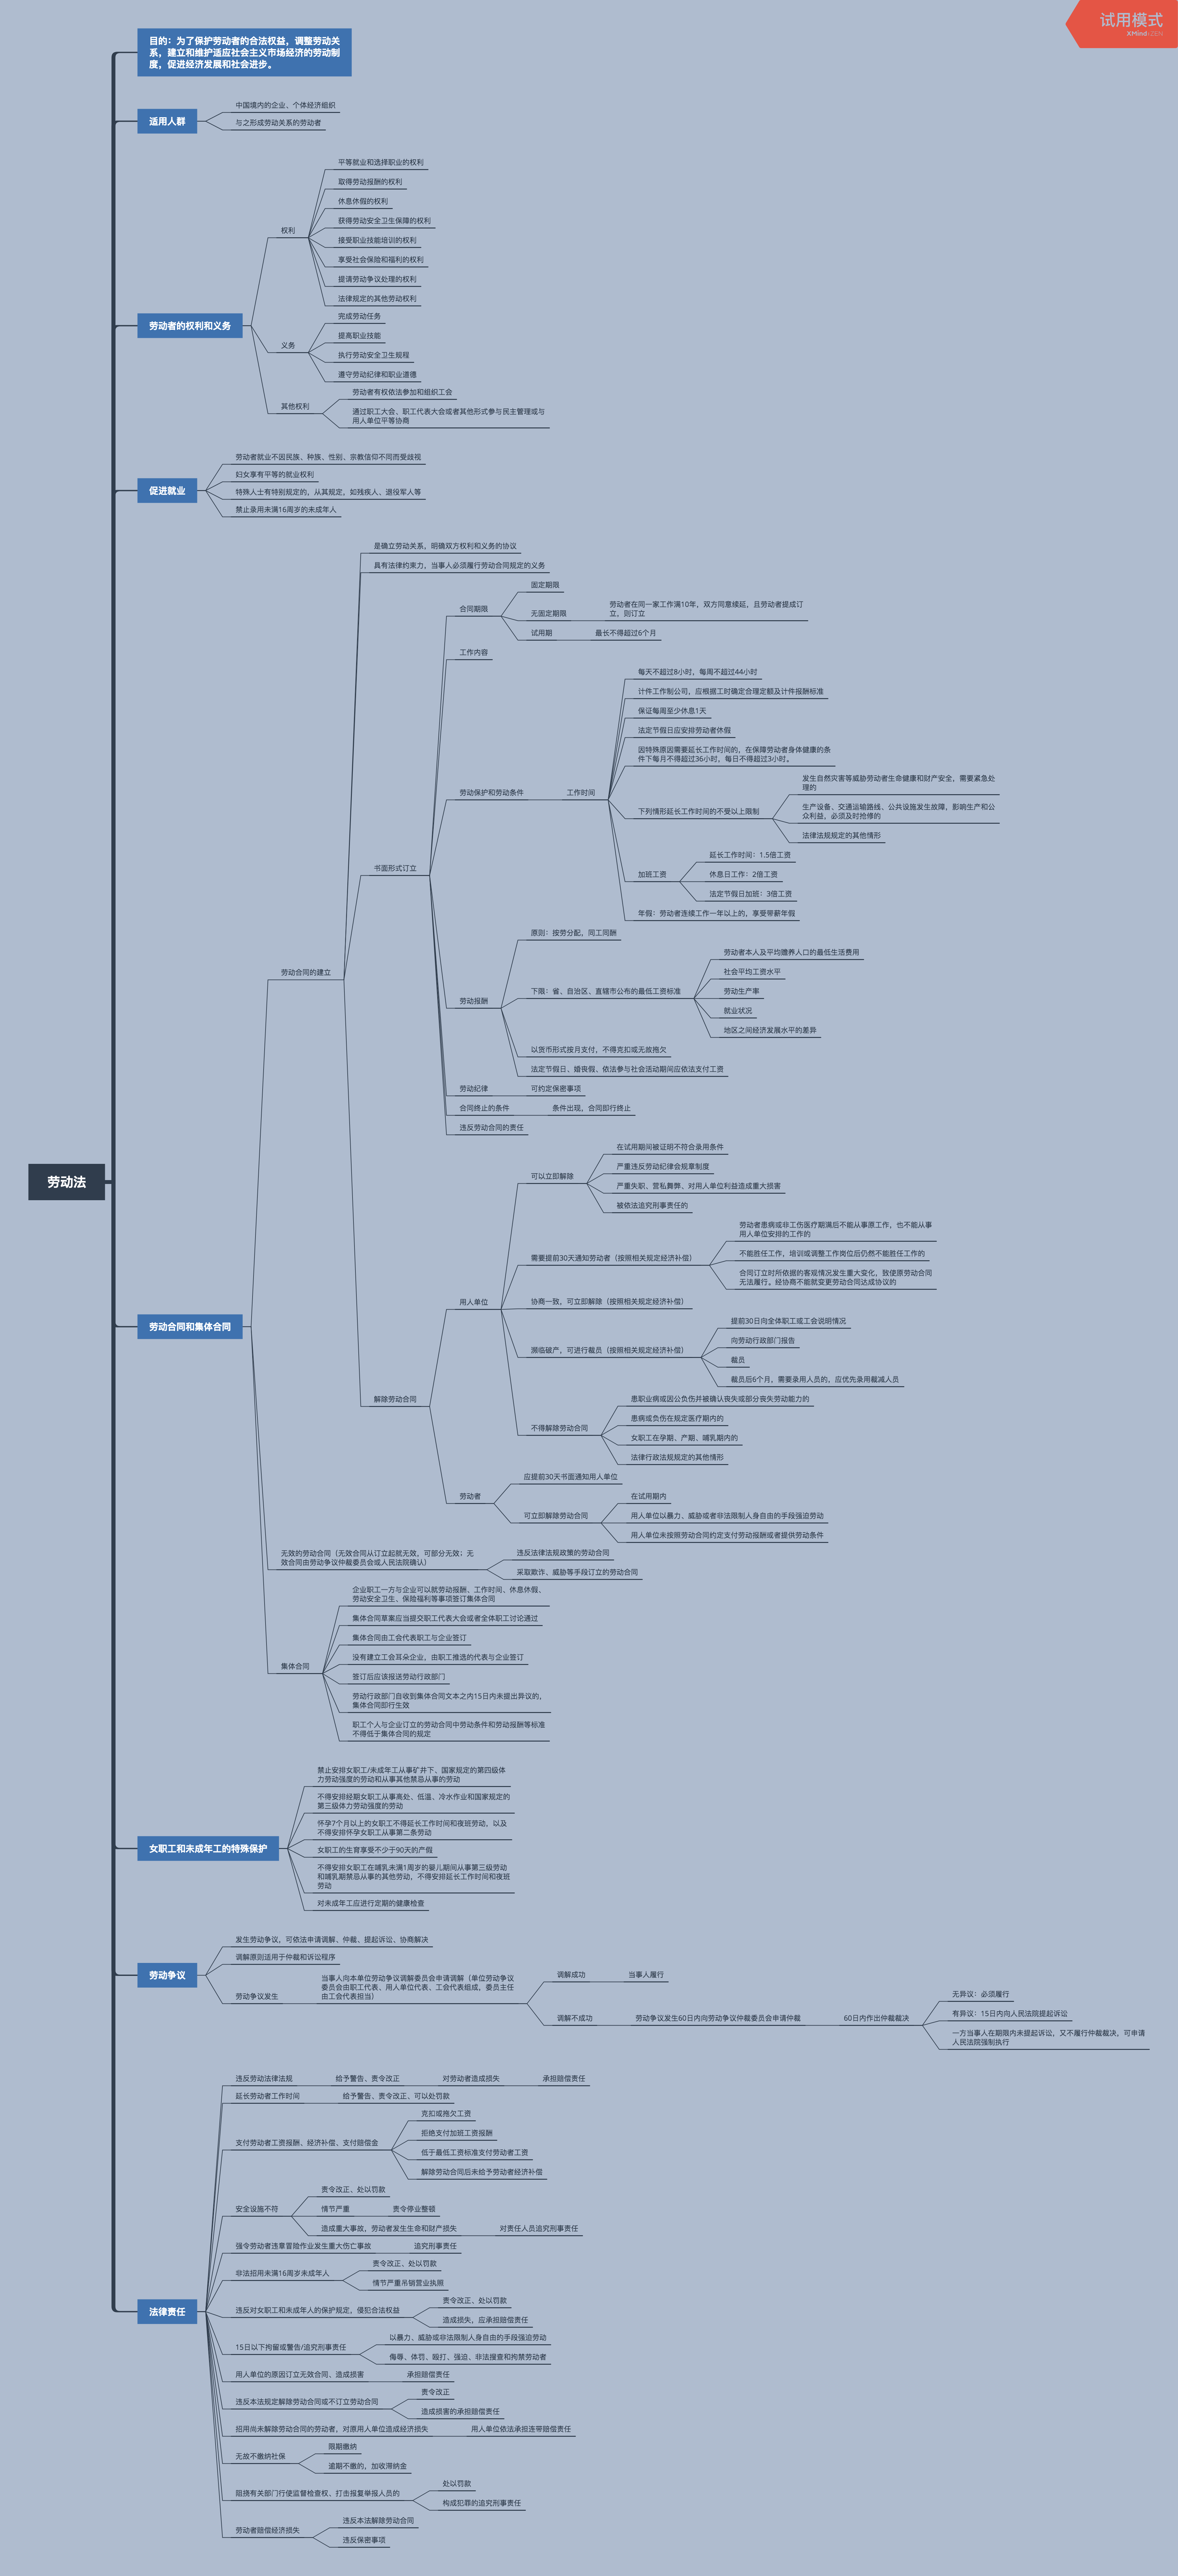 试用模式
XMind:ZEN
目的：为了保护劳动者的合法权益，调整劳动关
系，建立和维护适应社会主义市场经济的劳动制
度，促进经济发展和社会进步。
适用人群
中国境内的企业、个体经济组织
与之形成劳动关系的劳动者
劳动者的权利和义务
权利
平等就业和选择职业的权利
取得劳动报酬的权利
休息休假的权利
获得劳动安全卫生保障的权利
接受职业技能培训的权利
享受社会保险和福利的权利
提请劳动争议处理的权利
法律规定的其他劳动权利
义务
完成劳动任务
提高职业技能
执行劳动安全卫生规程
遵守劳动纪律和职业道德
其他权利
劳动者有权依法参加和组织工会
通过职工大会、职工代表大会或者其他形式参与民主管理或与
用人单位平等协商
促进就业
劳动者就业不因民族、种族、性别、宗教信仰不同而受歧视
妇女享有平等的就业权利
特殊人士有特别规定的，从其规定，如残疾人、退役军人等
禁止录用未满16周岁的未成年人
劳动法
劳动合同和集体合同
劳动合同的建立
是确立劳动关系，明确双方权利和义务的协议
具有法律约束力，当事人必须履行劳动合同规定的义务
书面形式订立
合同期限
固定期限
无固定期限
劳动者在同一家工作满10年，双方同意续延，且劳动者提成订
立，则订立
试用期
最长不得超过6个月
工作内容
劳动保护和劳动条件
工作时间
每天不超过8小时，每周不超过44小时
计件工作制公司，应根据工时确定合理定额及计件报酬标准
保证每周至少休息1天
法定节假日应安排劳动者休假
因特殊原因需要延长工作时间的，在保障劳动者身体健康的条
件下每月不得超过36小时，每日不得超过3小时。
下列情形延长工作时间的不受以上限制
发生自然灾害等威胁劳动者生命健康和财产安全，需要紧急处
理的
生产设备、交通运输路线、公共设施发生故障，影响生产和公
众利益，必须及时抢修的
法律法规规定的其他情形
加班工资
延长工作时间：1.5倍工资
休息日工作：2倍工资
法定节假日加班：3倍工资
年假：劳动者连续工作一年以上的，享受带薪年假
劳动报酬
原则：按劳分配，同工同酬
下限：省、自治区、直辖市公布的最低工资标准
劳动者本人及平均赡养人口的最低生活费用
社会平均工资水平
劳动生产率
就业状况
地区之间经济发展水平的差异
以货币形式按月支付，不得克扣或无故拖欠
法定节假日、婚丧假、依法参与社会活动期间应依法支付工资
劳动纪律
可约定保密事项
合同终止的条件
条件出现，合同即行终止
违反劳动合同的责任
解除劳动合同
用人单位
可以立即解除
在试用期间被证明不符合录用条件
严重违反劳动纪律会规章制度
严重失职、营私舞弊、对用人单位利益造成重大损害
被依法追究刑事责任的
需要提前30天通知劳动者（按照相关规定经济补偿）
劳动者患病或非工伤医疗期满后不能从事原工作，也不能从事
用人单位安排的工作的
不能胜任工作，培训或调整工作岗位后仍然不能胜任工作的
合同订立时所依据的客观情况发生重大变化，致使原劳动合同
无法履行。经协商不能就变更劳动合同达成协议的
协商一致，可立即解除（按照相关规定经济补偿）
濒临破产，可进行裁员（按照相关规定经济补偿）
提前30日向全体职工或工会说明情况
向劳动行政部门报告
裁员
裁员后6个月，需要录用人员的，应优先录用裁减人员
不得解除劳动合同
患职业病或因公负伤并被确认丧失或部分丧失劳动能力的
患病或负伤在规定医疗期内的
女职工在孕期、产期、哺乳期内的
法律行政法规规定的其他情形
劳动者
应提前30天书面通知用人单位
可立即解除劳动合同
在试用期内
用人单位以暴力、威胁或者非法限制人身自由的手段强迫劳动
用人单位未按照劳动合同约定支付劳动报酬或者提供劳动条件
无效的劳动合同（无效合同从订立起就无效，可部分无效；无
效合同由劳动争议仲裁委员会或人民法院确认）
违反法律法规政策的劳动合同
采取欺诈、威胁等手段订立的劳动合同
集体合同
企业职工一方与企业可以就劳动报酬、工作时间、休息休假、
劳动安全卫生、保险福利等事项签订集体合同
集体合同草案应当提交职工代表大会或者全体职工讨论通过
集体合同由工会代表职工与企业签订
没有建立工会耳朵企业，由职工推选的代表与企业签订
签订后应该报送劳动行政部门
劳动行政部门自收到集体合同文本之内15日内未提出异议的，
集体合同即行生效
职工个人与企业订立的劳动合同中劳动条件和劳动报酬等标准
不得低于集体合同的规定
女职工和未成年工的特殊保护
禁止安排女职工/未成年工从事矿井下、国家规定的第四级体
力劳动强度的劳动和从事其他禁忌从事的劳动
不得安排经期女职工从事高处、低温、冷水作业和国家规定的
第三级体力劳动强度的劳动
怀孕7个月以上的女职工不得延长工作时间和夜班劳动，以及
不得安排怀孕女职工从事第二条劳动
女职工的生育享受不少于90天的产假
不得安排女职工在哺乳未满1周岁的婴儿期间从事第三级劳动
和哺乳期禁忌从事的其他劳动，不得安排延长工作时间和夜班
劳动
对未成年工应进行定期的健康检查
劳动争议
发生劳动争议，可依法申请调解、仲裁、提起诉讼、协商解决
调解原则适用于仲裁和诉讼程序
劳动争议发生
当事人向本单位劳动争议调解委员会申请调解（单位劳动争议
委员会由职工代表、用人单位代表、工会代表组成，委员主任
由工会代表担当）
调解成功
当事人履行
调解不成功
劳动争议发生60日内向劳动争议仲裁委员会申请仲裁
60日内作出仲裁裁决
无异议：必须履行
有异议：15日内向人民法院提起诉讼
一方当事人在期限内未提起诉讼，又不履行仲裁裁决，可申请
人民法院强制执行
法律责任
违反劳动法律法规
给予警告、责令改正
对劳动者造成损失
承担赔偿责任
延长劳动者工作时间
给予警告、责令改正、可以处罚款
支付劳动者工资报酬、经济补偿、支付赔偿金
克扣或拖欠工资
拒绝支付加班工资报酬
低于最低工资标准支付劳动者工资
解除劳动合同后未给予劳动者经济补偿
安全设施不符
责令改正、处以罚款
情节严重
责令停业整顿
造成重大事故，劳动者发生生命和财产损失
对责任人员追究刑事责任
强令劳动者违章冒险作业发生重大伤亡事故
追究刑事责任
非法招用未满16周岁未成年人
责令改正、处以罚款
情节严重吊销营业执照
违反对女职工和未成年人的保护规定，侵犯合法权益
责令改正、处以罚款
造成损失，应承担赔偿责任
15日以下拘留或警告/追究刑事责任
以暴力、威胁或非法限制人身自由的手段强迫劳动
侮辱、体罚、殴打、强迫、非法搜查和拘禁劳动者
用人单位的原因订立无效合同、造成损害
承担赔偿责任
违反本法规定解除劳动合同或不订立劳动合同
责令改正
造成损害的承担赔偿责任
招用尚未解除劳动合同的劳动者，对原用人单位造成经济损失
用人单位依法承担连带赔偿责任
无故不缴纳社保
限期缴纳
逾期不缴的，加收滞纳金
阻挠有关部门行使监督检查权、打击报复举报人员的
处以罚款
构成犯罪的追究刑事责任
劳动者赔偿经济损失
违反本法解除劳动合同
违反保密事项